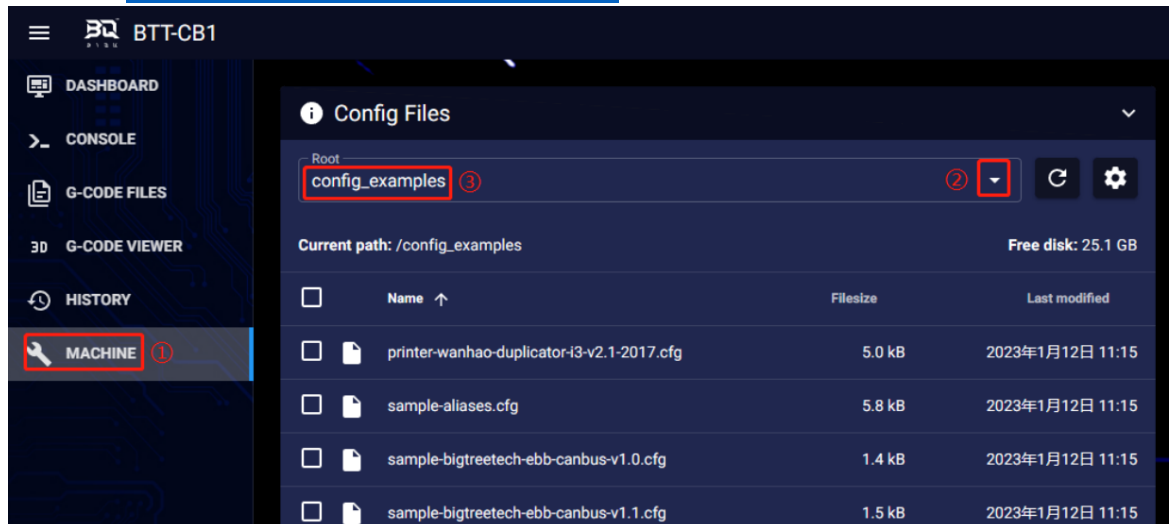 BTT-CB1
DASHBOARD
CONSOLE
G-CODE FILES
3D G-CODE VIEWER
HISTORY
MACHINE ①
Config Files
Root
config_examples ③ ②
Current path: /config_examples Free disk: 25.1 GB
Name Filesize Last modified
printer-wanhao-duplicator-i3-v2.1-2017.cfg 5.0 kB 2023年1月12日 11:15
sample-aliases.cfg 5.8 kB 2023年1月12日 11:15
sample-bigtreetech-ebb-canbus-v1.0.cfg 1.4 kB 2023年1月12日 11:15
sample-bigtreetech-ebb-canbus-v1.1.cfg 1.5 kB 2023年1月12日 11:15